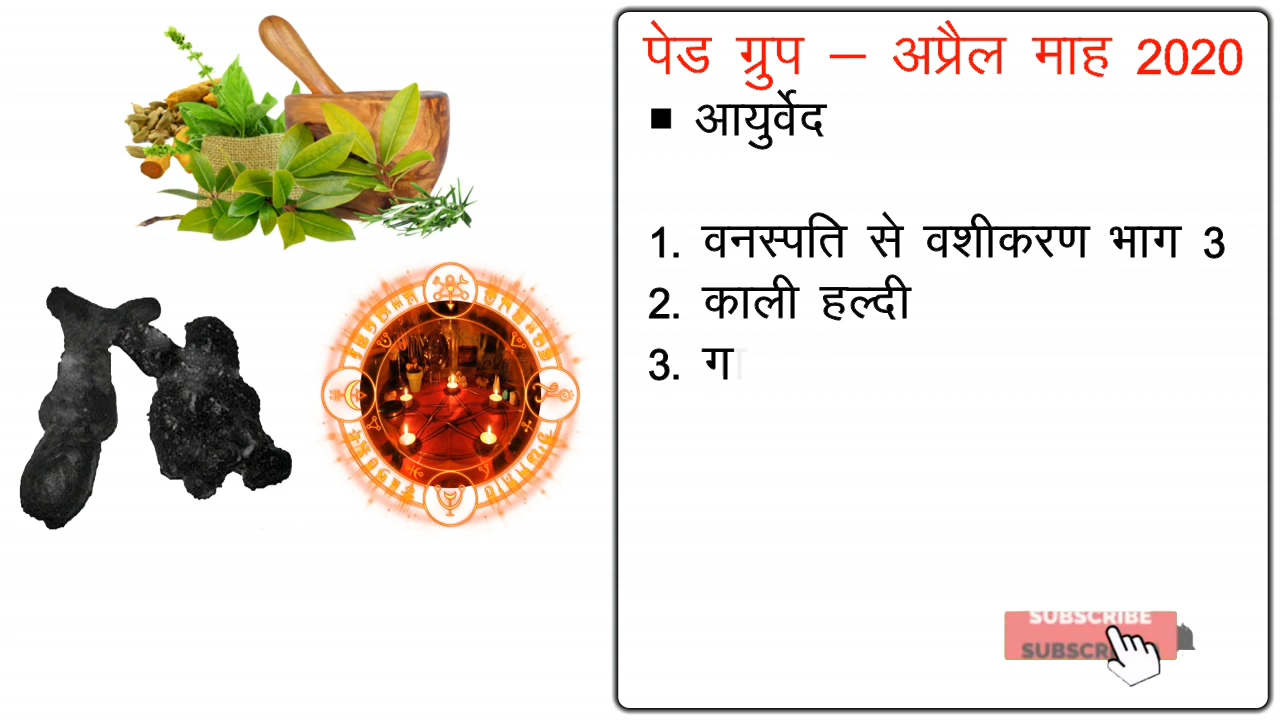 पेड ग्रुप – अप्रैल माह 2020
▪ आयुर्वेद
1. वनस्पति से वशीकरण भाग 3
2. काली हल्दी
3. ग
SUBSCRIBE